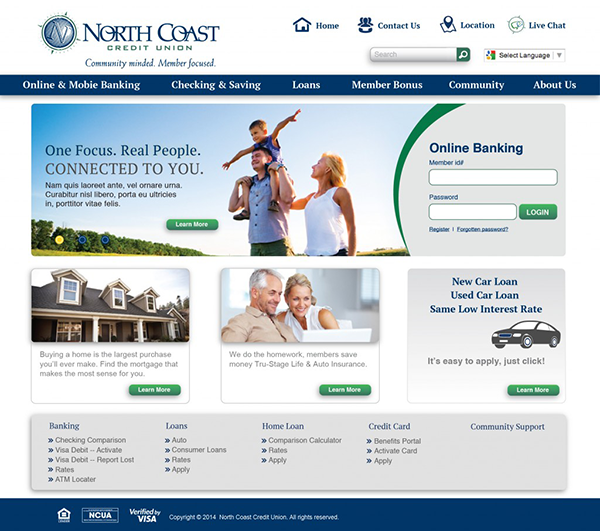 NORTH COAST
CREDIT UNION
Community minded. Member focused.
Home
Contact Us
Location
Live Chat
Search
Select Language
Online & Mobie Banking
Checking & Saving
Loans
Member Bonus
Community
About Us
One Focus. Real People.
CONNECTED TO YOU.
Nam quis laoreet ante, vel ornare urna.
Curabitur nisl libero, porta eu ultricies
in, porttitor vitae felis.
Learn More
Online Banking
Member id#
Password
LOGIN
Register | Forgotten password?
Buying a home is the largest purchase
you'll ever make. Find the mortgage that
makes the most sense for you.
Learn More
We do the homework, members save
money Tru-Stage Life & Auto Insurance.
Learn More
New Car Loan
Used Car Loan
Same Low Interest Rate
It's easy to apply, just click!
Learn More
Banking
» Checking Comparison
» Visa Debit – Activate
» Visa Debit – Report Lost
» Rates
» ATM Locater
Loans
» Auto
» Consumer Loans
» Rates
» Apply
Home Loan
» Comparison Calculator
» Rates
» Apply
Credit Card
» Benefits Portal
» Activate Card
» Apply
Community Support
NCUA
Verified by
VISA
Copyright © 2014 North Coast Credit Union. All rights reserved.